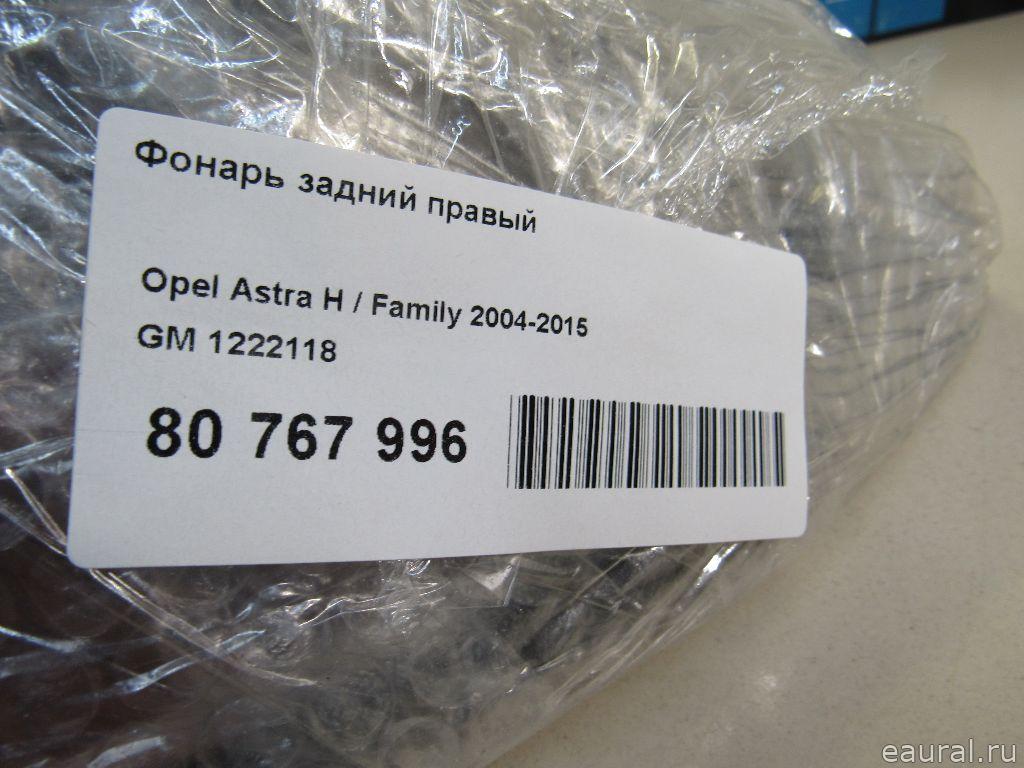 Фонарь задний правый
Opel Astra H / Family 2004-2015
GM 1222118
80 767 996
eaural.ru